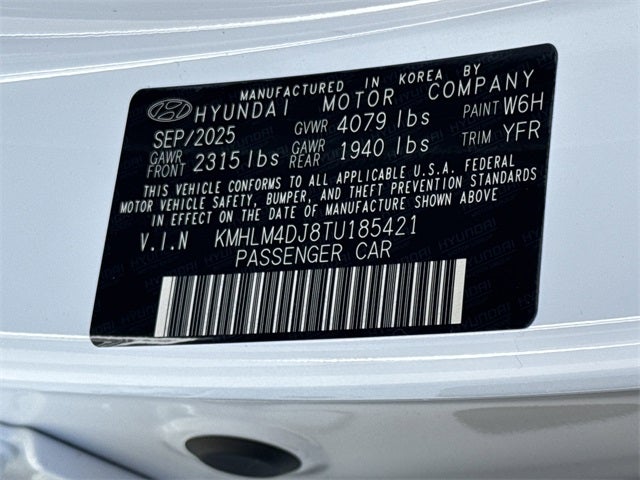 MANUFACTURED IN KOREA BY
HYUNDAI MOTOR COMPANY
SEP/2025 GVWR 4079 lbs PAINT W6H
GAWR FRONT 2315 lbs GAWR REAR 1940 lbs TRIM YFR
THIS VEHICLE CONFORMS TO ALL APPLICABLE U.S.A. FEDERAL
MOTOR VEHICLE SAFETY, BUMPER, AND THEFT PREVENTION STANDARDS
IN EFFECT ON THE DATE OF MANUFACTURE SHOWN ABOVE.
V.I.N KMHLM4DJ8TU185421
PASSENGER CAR